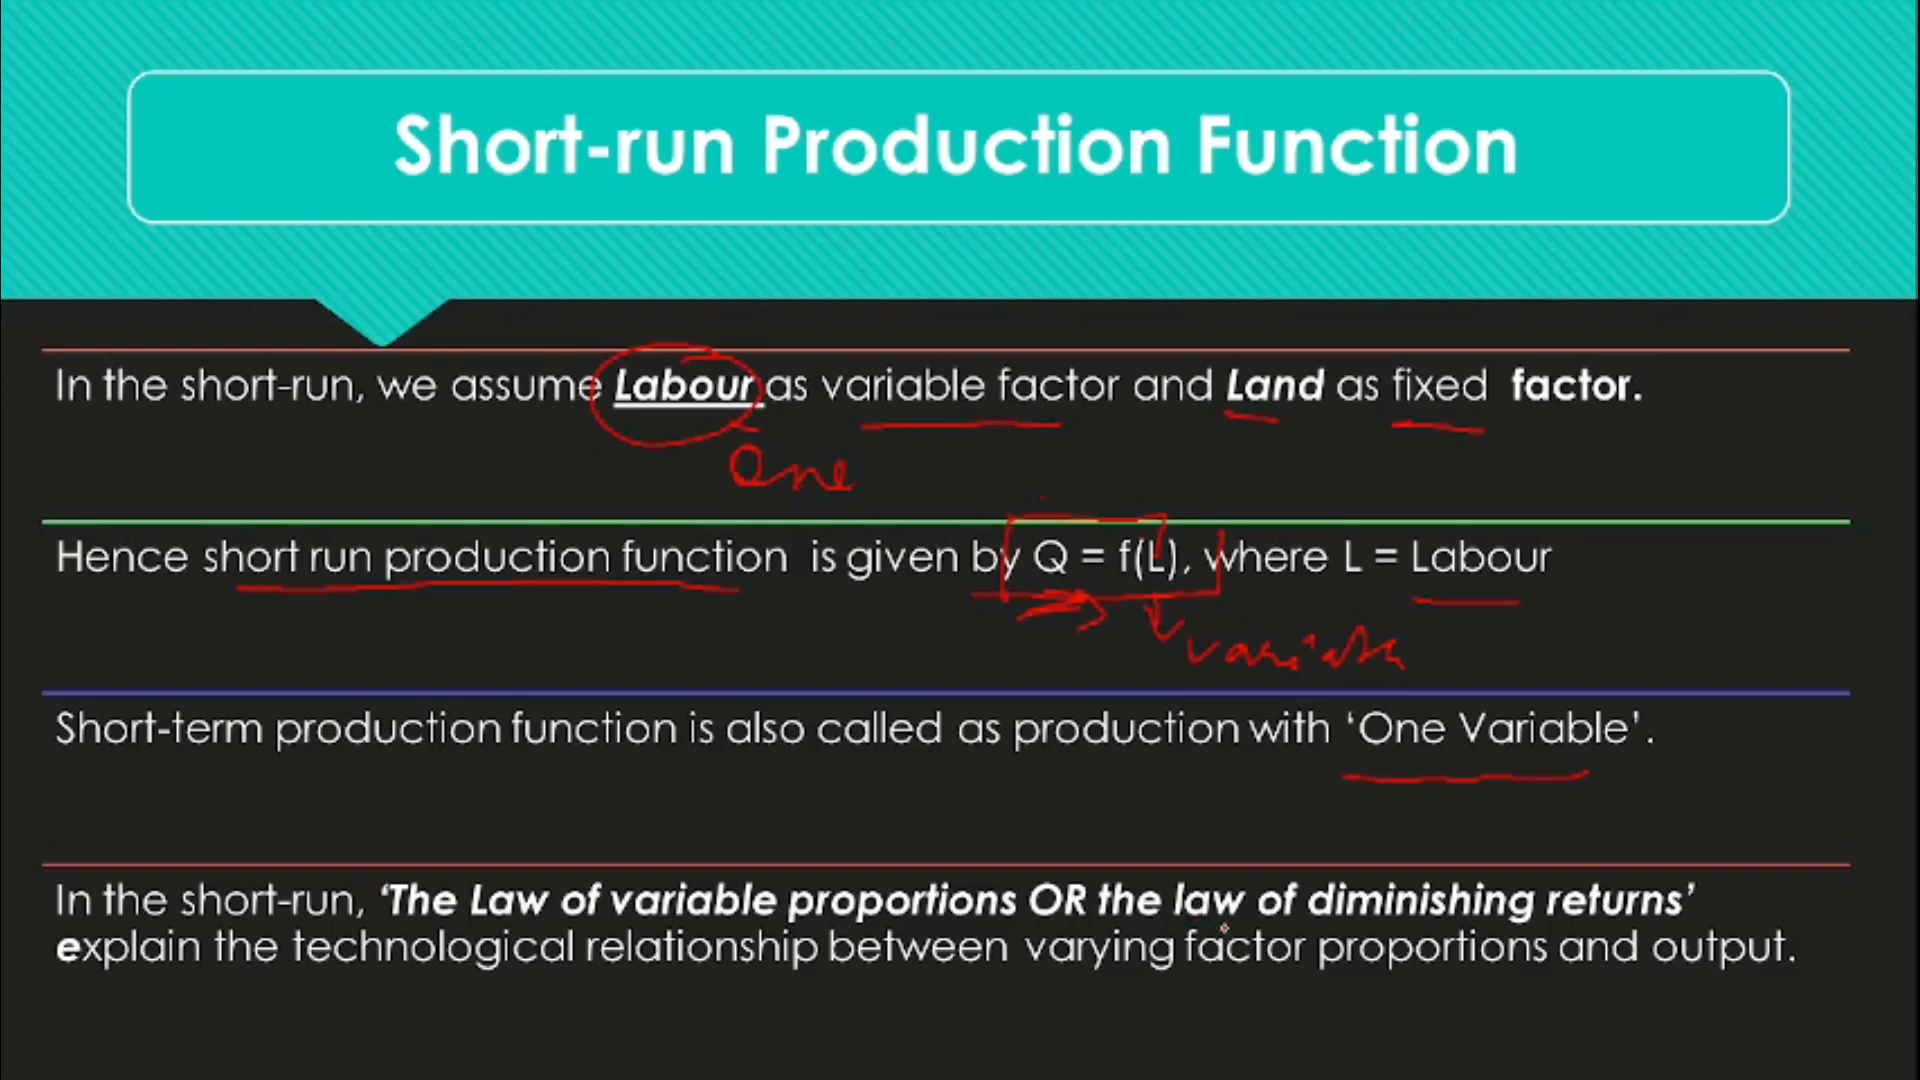 Short-run Production Function
In the short-run, we assume Labour as variable factor and Land as fixed factor.
One
Hence short run production function is given by Q = f(L), where L = Labour
Short-term production function is also called as production with ‘One Variable’.
In the short-run, ‘The Law of variable proportions OR the law of diminishing returns’
explain the technological relationship between varying factor proportions and output.